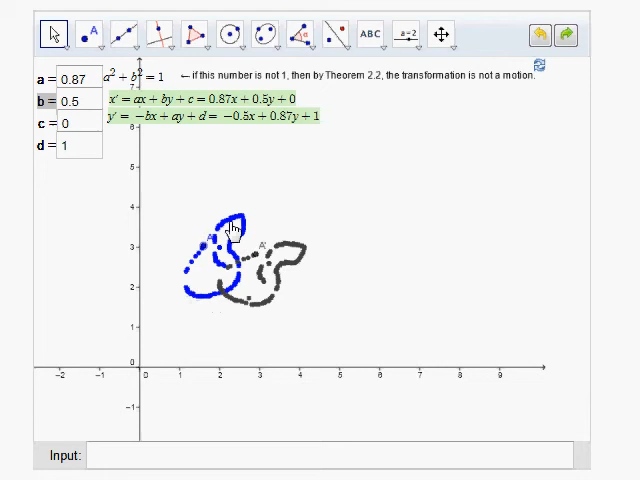 ABC
a=2
a = 0.87
a² + b² = 1 ← if this number is not 1, then by Theorem 2.2, the transformation is not a motion.
b = 0.5
x′ = ax + by + c = 0.87x + 0.5y + 0
c = 0
y′ = −bx + ay + d = −0.5x + 0.87y + 1
d = 1
7
6
5
4
3
2
1
0
−1
A
A′
−2 −1 0 1 2 3 4 5 6 7 8 9
Input: